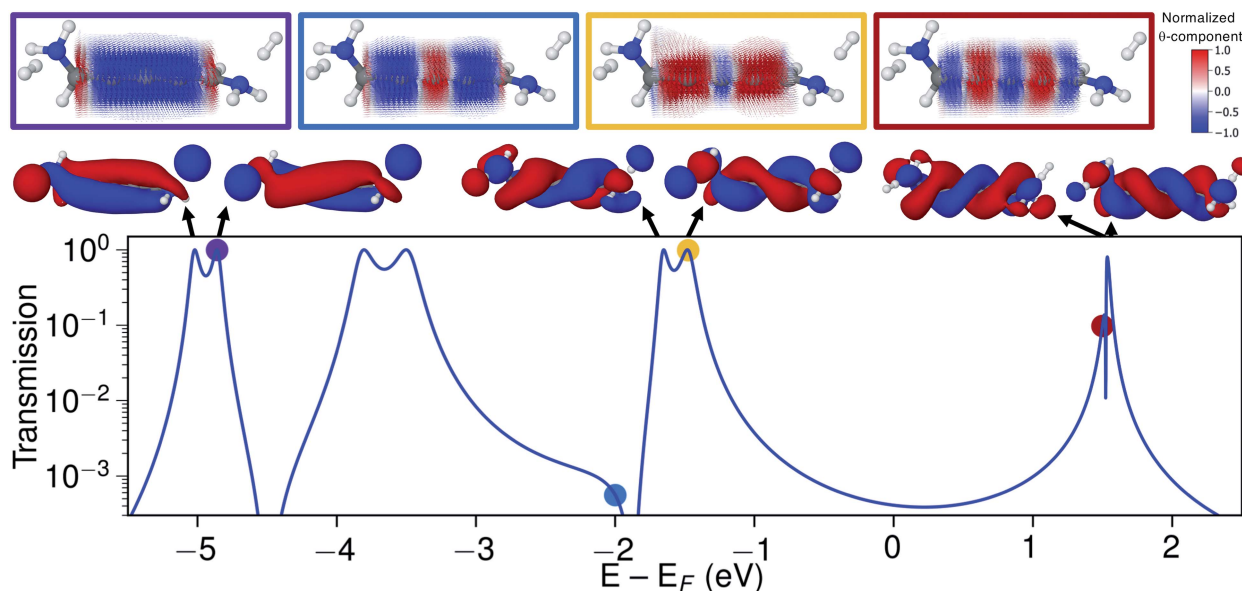 Normalized
θ-component
1.0
0.5
0.0
−0.5
−1.0
Transmission
10⁰
10⁻¹
10⁻²
10⁻³
−5 −4 −3 −2 −1 0 1 2
E − E_F (eV)